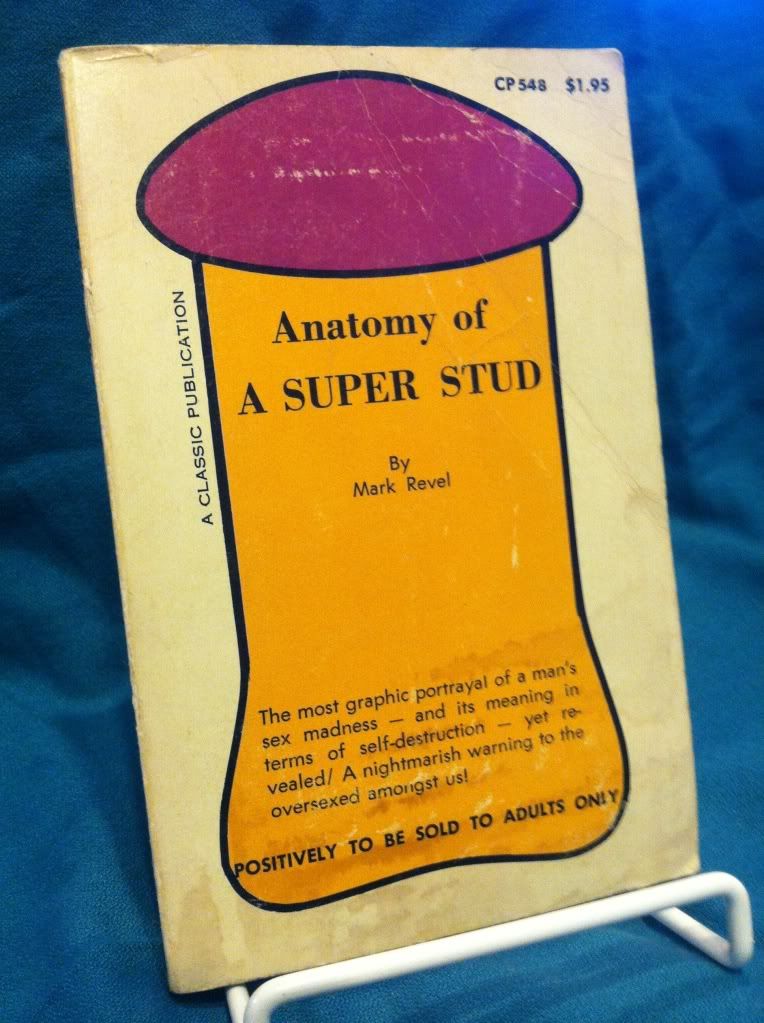 CP 548 $1.95
A CLASSIC PUBLICATION
Anatomy of
A SUPER STUD
By
Mark Revel
The most graphic portrayal of a man's
sex madness — and its meaning in
terms of self-destruction — yet re-
vealed/ A nightmarish warning to the
oversexed amongst us!
POSITIVELY TO BE SOLD TO ADULTS ONLY